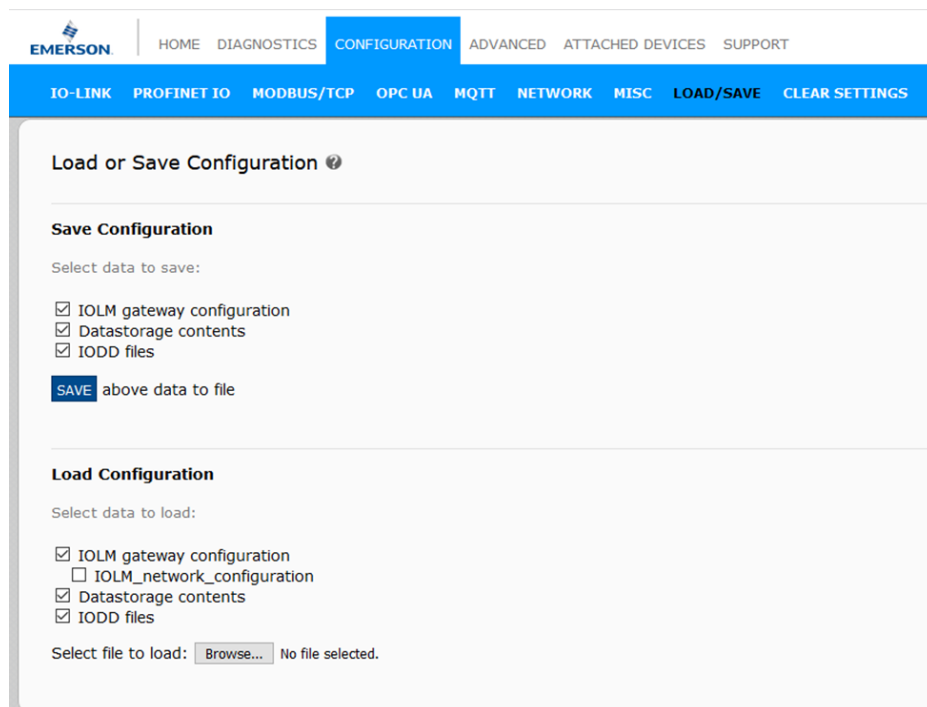 EMERSON.
HOME DIAGNOSTICS CONFIGURATION ADVANCED ATTACHED DEVICES SUPPORT
IO-LINK PROFINET IO MODBUS/TCP OPC UA MQTT NETWORK MISC LOAD/SAVE CLEAR SETTINGS
Load or Save Configuration ?
Save Configuration
Select data to save:
IOLM gateway configuration
Datastorage contents
IODD files
SAVE above data to file
Load Configuration
Select data to load:
IOLM gateway configuration
IOLM_network_configuration
Datastorage contents
IODD files
Select file to load: Browse... No file selected.